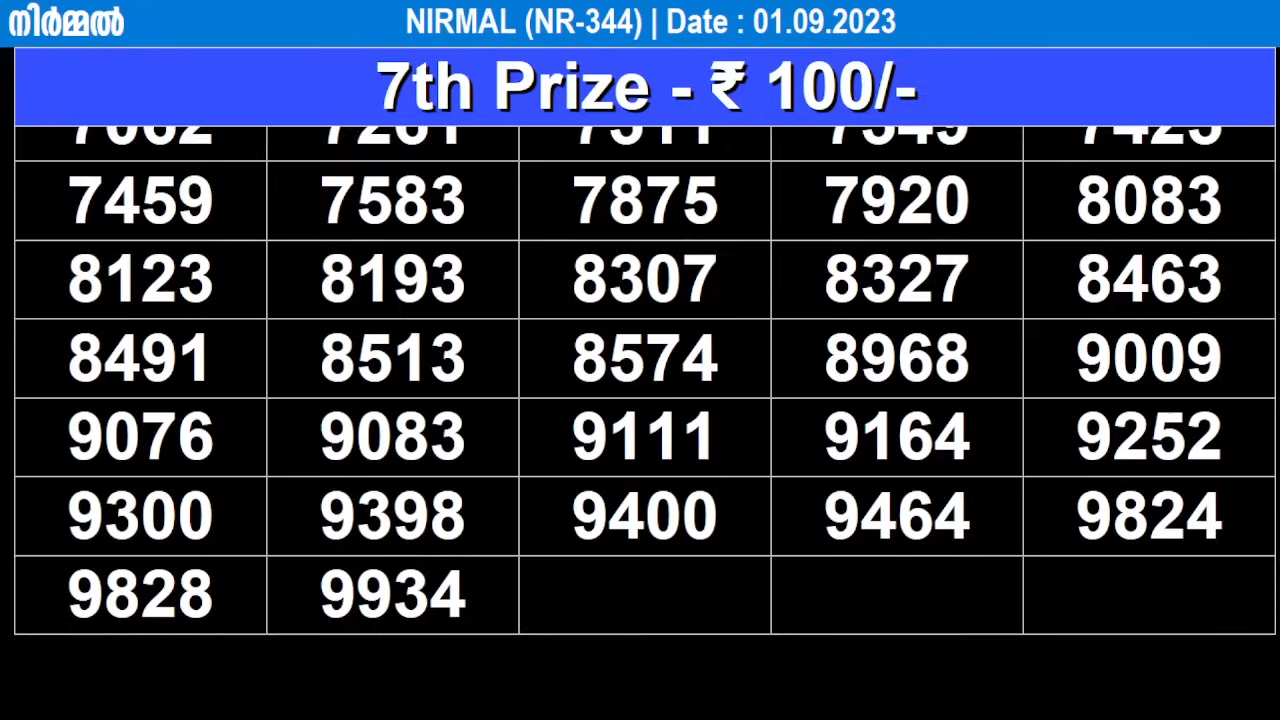 നിർമ്മൽ NIRMAL (NR-344) | Date : 01.09.2023
7th Prize - ₹ 100/-
7459 7583 7875 7920 8083
8123 8193 8307 8327 8463
8491 8513 8574 8968 9009
9076 9083 9111 9164 9252
9300 9398 9400 9464 9824
9828 9934